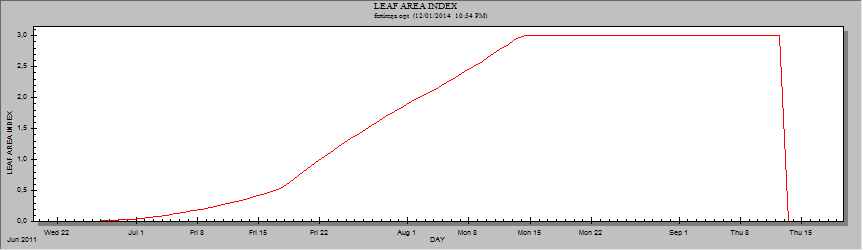 LEAF AREA INDEX
fertirega.opt (12/01/2014 10:54 PM)
3,0
2,5
2,0
1,5
1,0
0,5
0,0
LEAF AREA INDEX
Wed 22 Jul 1 Fri 8 Fri 15 Fri 22 Aug 1 Mon 8 Mon 15 Mon 22 Sep 1 Thu 8 Thu 15
Jun 2011 DAY